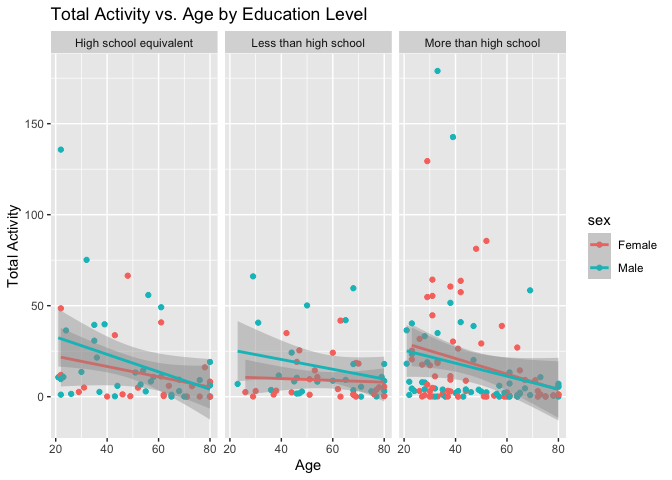 Total Activity vs. Age by Education Level
High school equivalent
Less than high school
More than high school
150
100
50
0
Total Activity
20 40 60 80
20 40 60 80
20 40 60 80
Age
sex
Female
Male